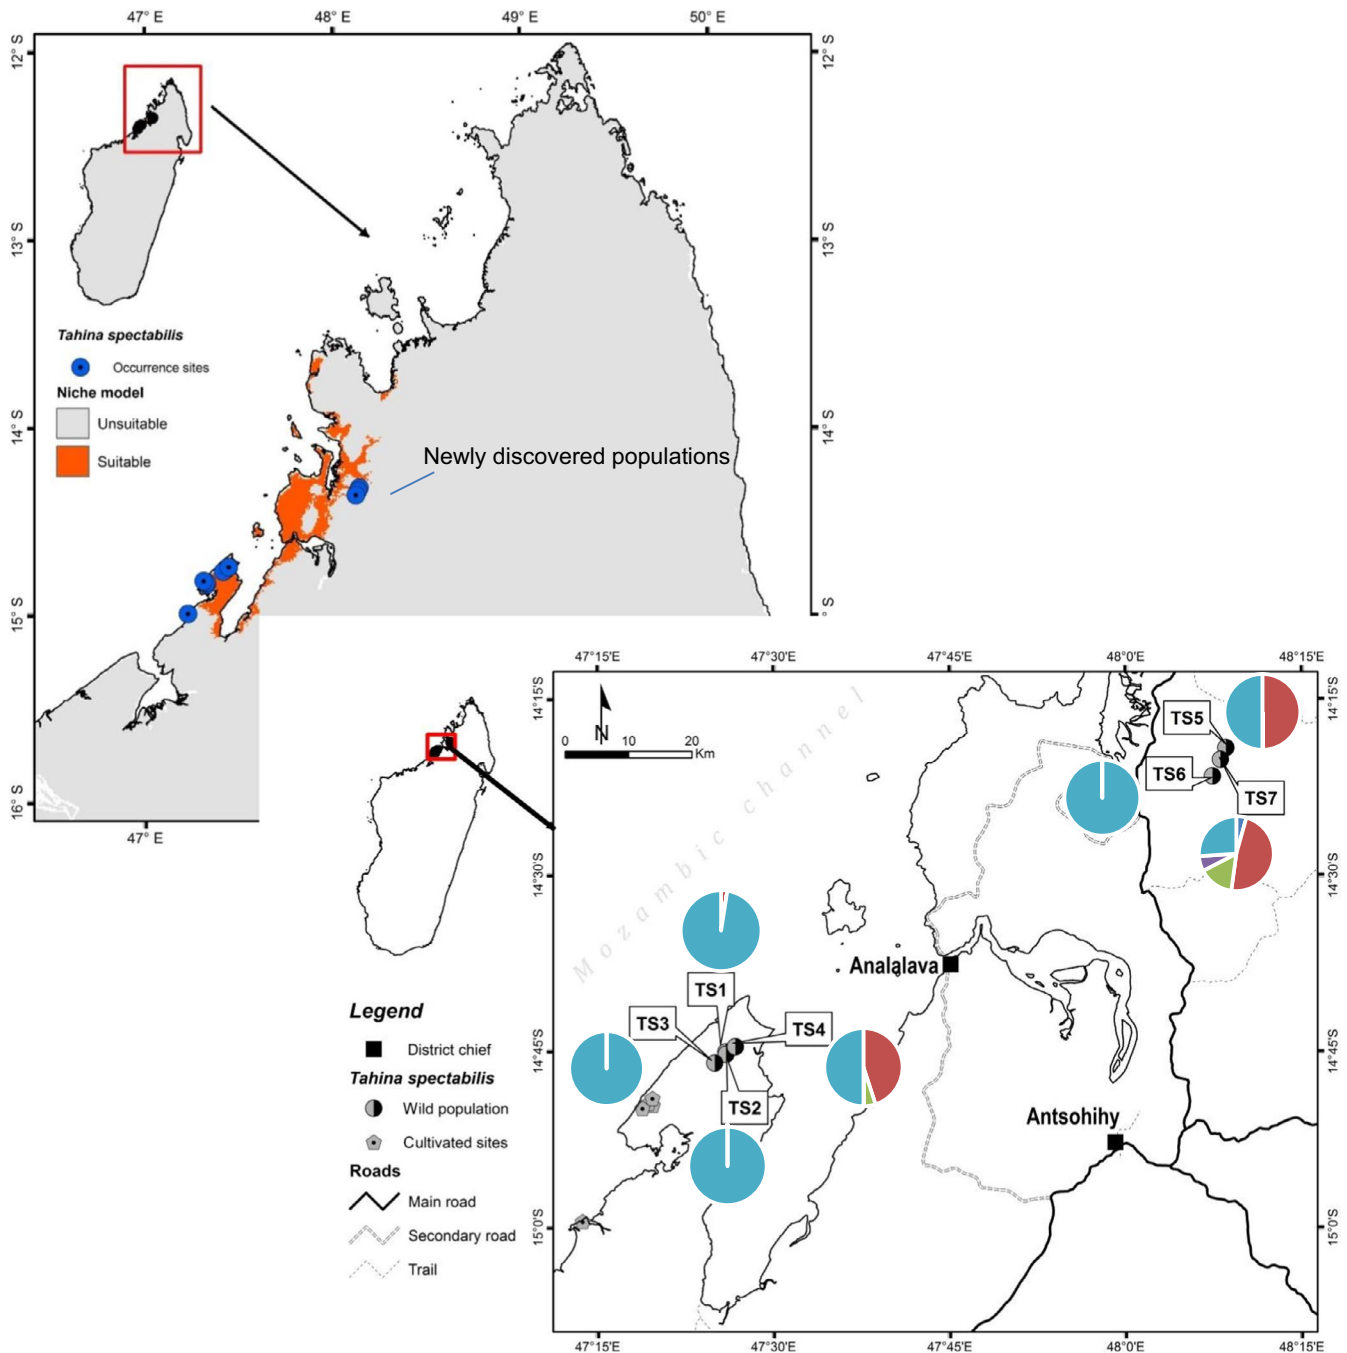 47° E
48° E
49° E
50° E
12° S
12° S
13° S
13° S
Tahina spectabilis
Occurrence sites
Niche model
Unsuitable
Suitable
14° S
14° S
Newly discovered populations
15° S
° S
16° S
47° E
47°15'E
47°30'E
47°45'E
48°0'E
48°15'E
14°15'S
14°15'S
N
0
10
20
Km
Mozambic channel
TS5
TS6
TS7
14°30'S
14°30'S
Analalava
TS1
TS3
TS4
TS2
14°45'S
14°45'S
Antsohihy
15°0'S
15°0'S
Legend
District chief
Tahina spectabilis
Wild population
Cultivated sites
Roads
Main road
Secondary road
Trail
47°15'E
47°30'E
47°45'E
48°0'E
48°15'E